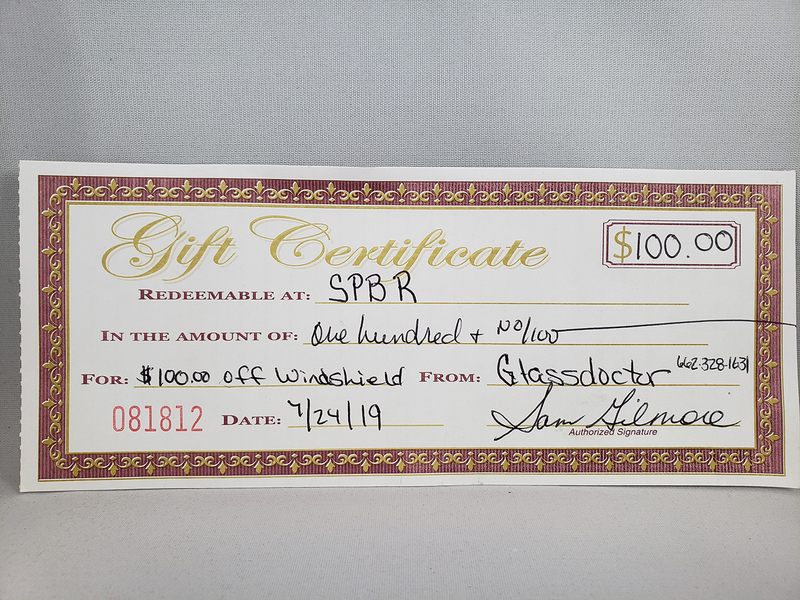 Gift Certificate $100.00
REDEEMABLE AT: SPBR
IN THE AMOUNT OF: One hundred + NO/100
FOR: $100.00 off Windshield FROM: Glassdoctor 662-328-1631
081812 DATE: 7/24/19 Sam Gilmore
Authorized Signature